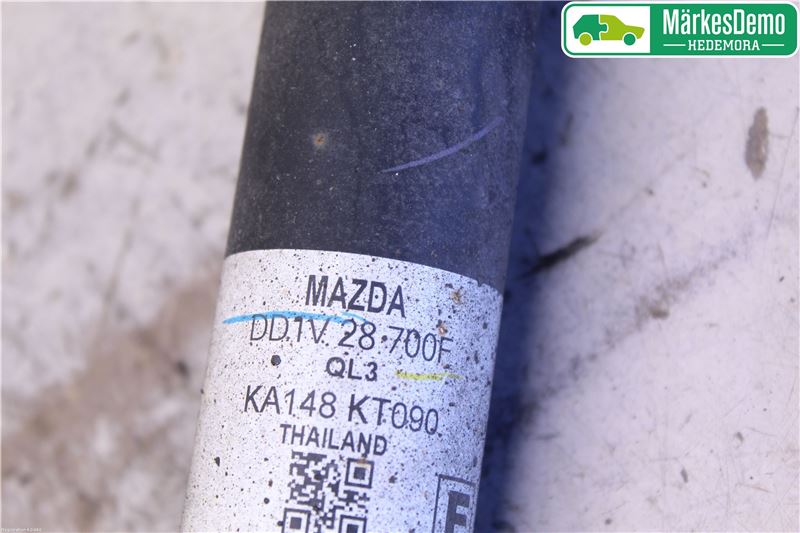 MärkesDemo
HEDEMORA
MAZDA
DD1V 28 700F
QL3
KA148 KT090
THAILAND